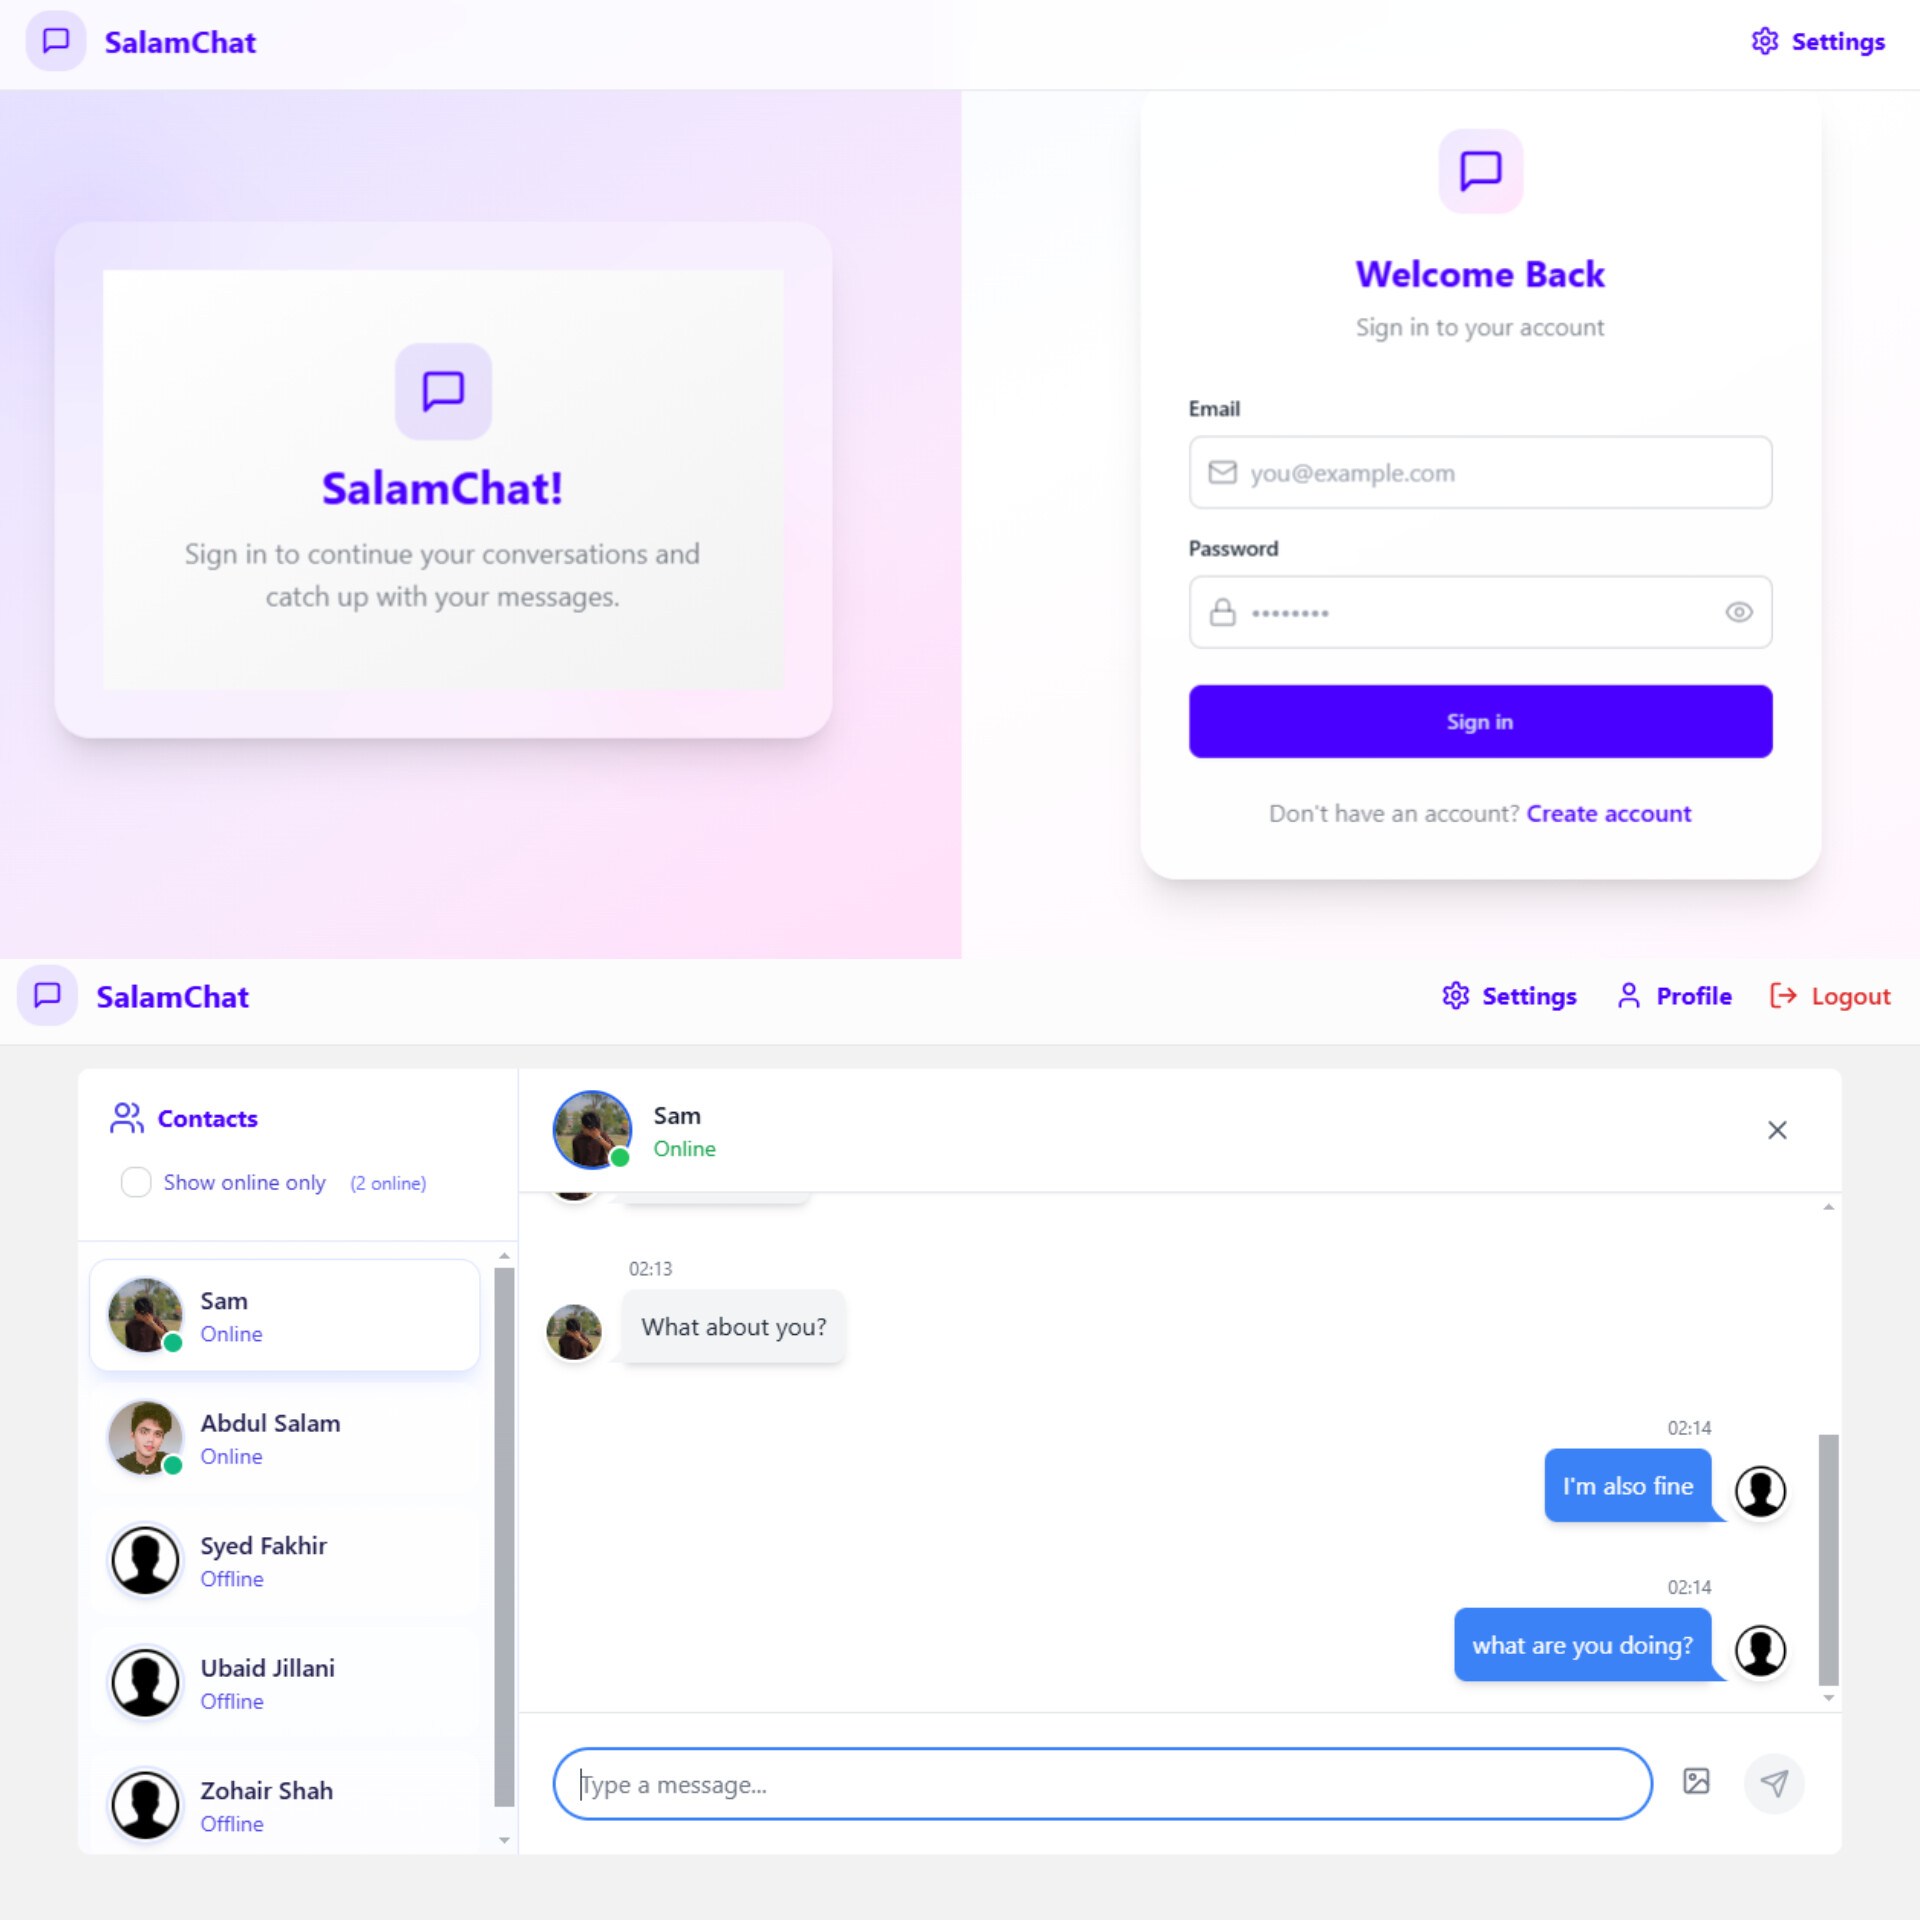 SalamChat
Settings
SalamChat!
Sign in to continue your conversations and
catch up with your messages.
Welcome Back
Sign in to your account
Email
you@example.com
Password
••••••••
Sign in
Don't have an account? Create account
SalamChat
Settings
Profile
Logout
Contacts
Show online only (2 online)
Sam
Online
Abdul Salam
Online
Syed Fakhir
Offline
Ubaid Jillani
Offline
Zohair Shah
Offline
Sam
Online
02:13
What about you?
02:14
I'm also fine
02:14
what are you doing?
Type a message...